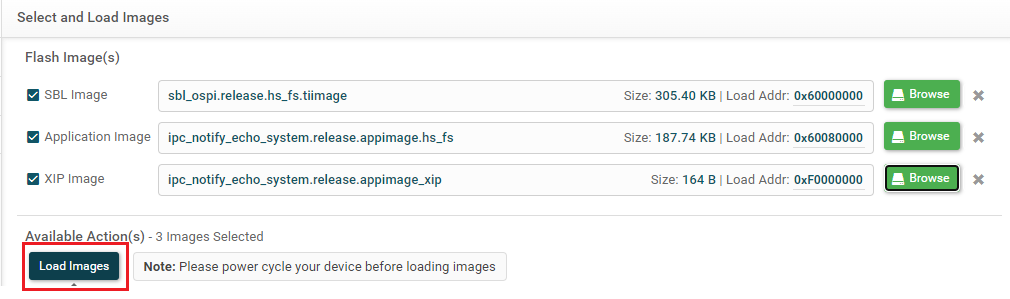 Select and Load Images
Flash Image(s)
SBL Image sbl_ospi.release.hs_fs.tiimage Size: 305.40 KB | Load Addr: 0x60000000 Browse
Application Image ipc_notify_echo_system.release.appimage.hs_fs Size: 187.74 KB | Load Addr: 0x60080000 Browse
XIP Image ipc_notify_echo_system.release.appimage_xip Size: 164 B | Load Addr: 0xF0000000 Browse
Available Action(s) - 3 Images Selected
Load Images Note: Please power cycle your device before loading images